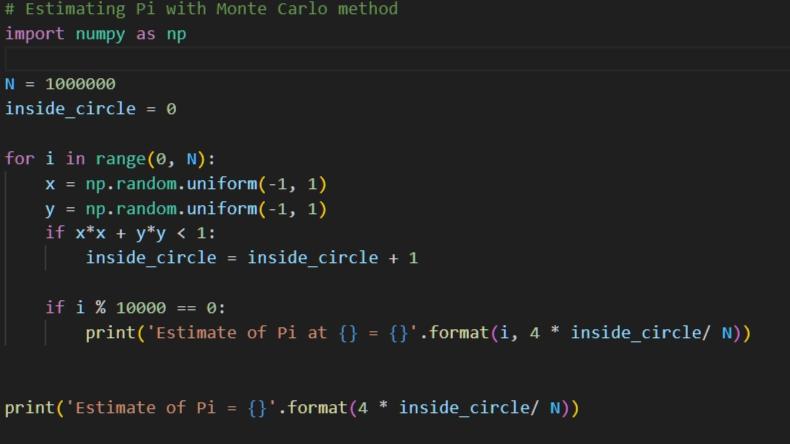 # Estimating Pi with Monte Carlo method
import numpy as np

N = 1000000
inside_circle = 0

for i in range(0, N):
    x = np.random.uniform(-1, 1)
    y = np.random.uniform(-1, 1)
    if x*x + y*y < 1:
        inside_circle = inside_circle + 1

    if i % 10000 == 0:
        print('Estimate of Pi at {} = {}'.format(i, 4 * inside_circle/ N))


print('Estimate of Pi = {}'.format(4 * inside_circle/ N))